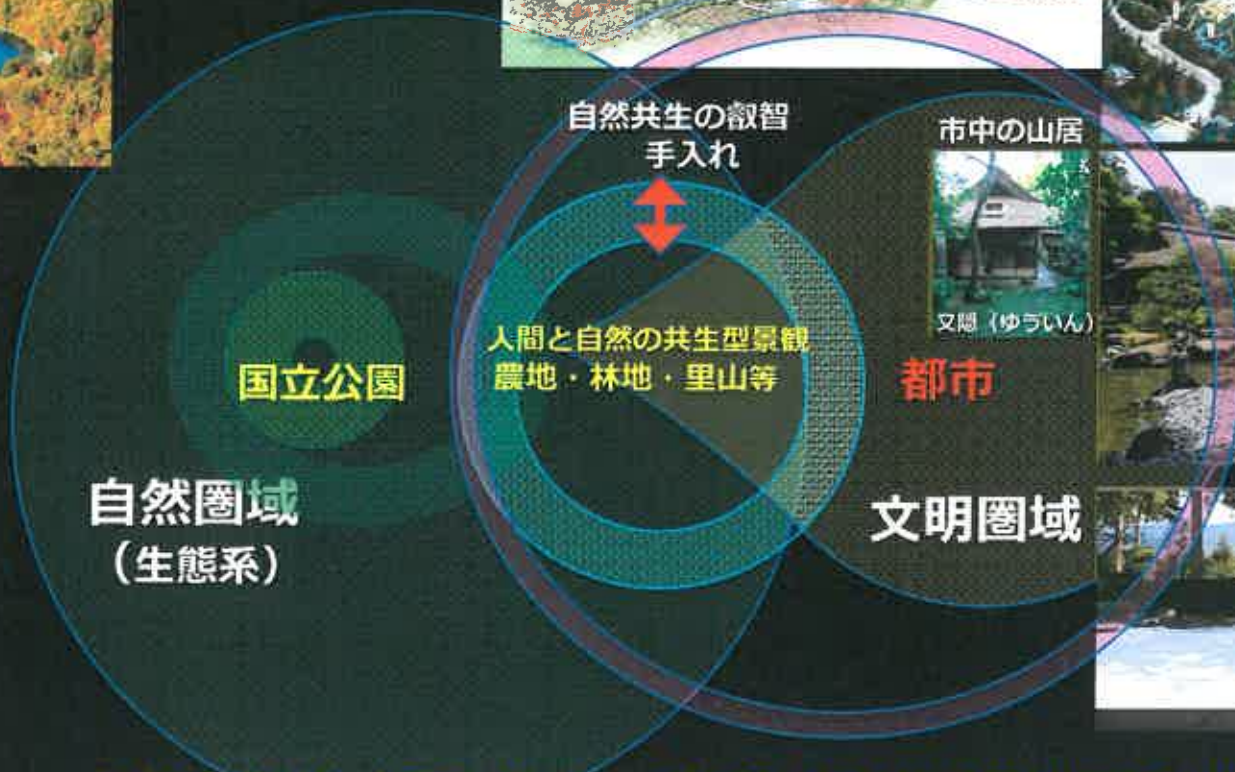 自然共生の叡智
手入れ
市中の山居
又隠（ゆういん）
人間と自然の共生型景観
農地・林地・里山等
国立公園
都市
自然圏域
（生態系）
文明圏域